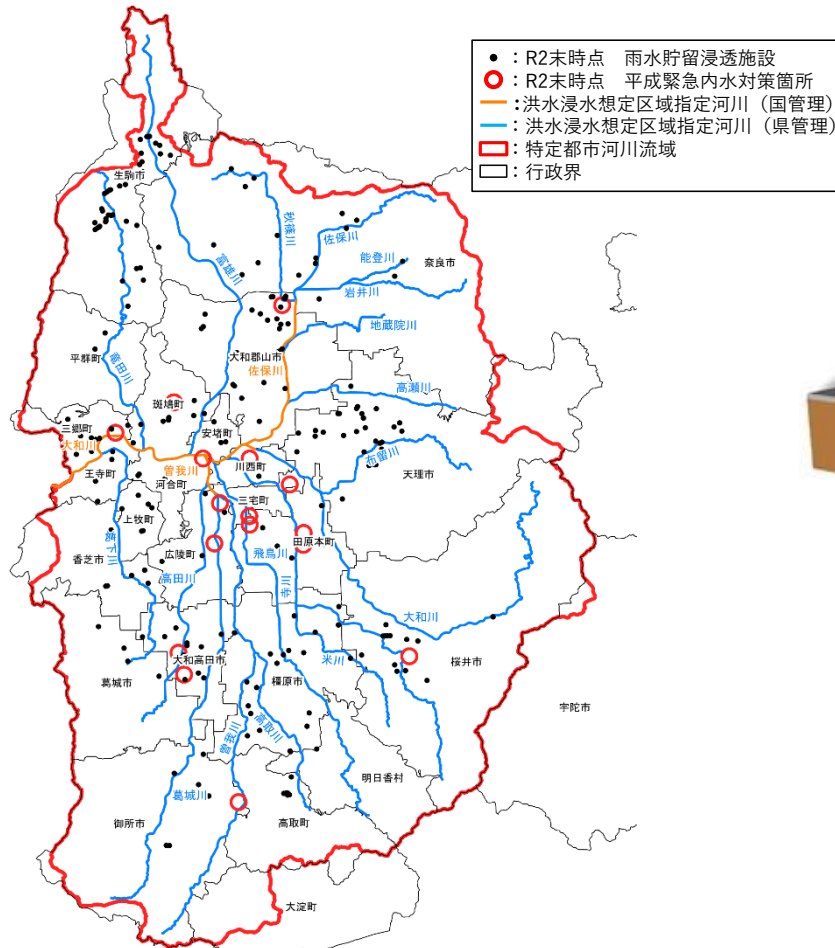 ：R2末時点　雨水貯留浸透施設
：R2末時点　平成緊急内水対策箇所
：洪水浸水想定区域指定河川（国管理）
：洪水浸水想定区域指定河川（県管理）
：特定都市河川流域
：行政界
生駒市
秋篠川
佐保川
能登川
奈良市
富雄川
岩井川
地蔵院川
平群町
竜田川
大和郡山市
佐保川
高瀬川
斑鳩町
三郷町
安堵町
大和川
川西町
布留川
天理市
王寺町
曽我川
河合町
三宅町
上牧町
田原本町
葛下川
香芝市
広陵町
飛鳥川
高田川
寺川
大和川
米川
大和高田市
桜井市
葛城市
橿原市
宇陀市
曽我川
高取川
明日香村
葛城川
御所市
高取町
大淀町